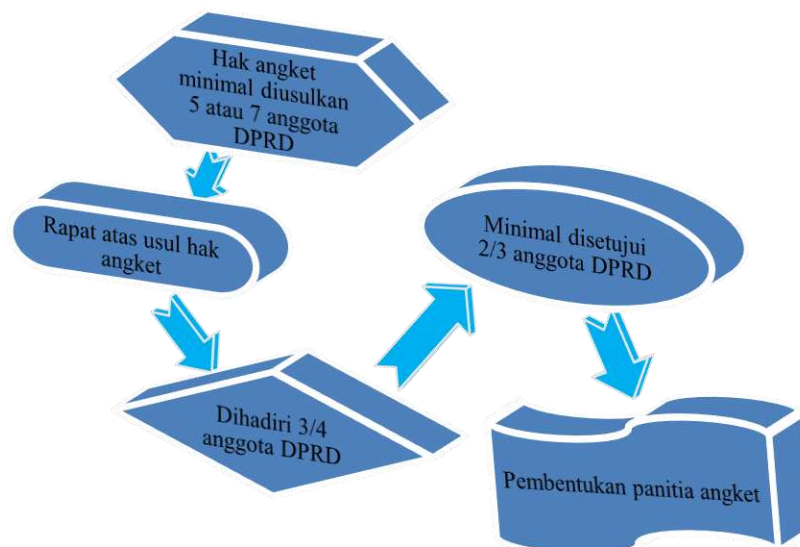 Hak angket
minimal diusulkan
5 atau 7 anggota
DPRD
Rapat atas usul hak
angket
Dihadiri 3/4
anggota DPRD
Minimal disetujui
2/3 anggota DPRD
Pembentukan panitia angket